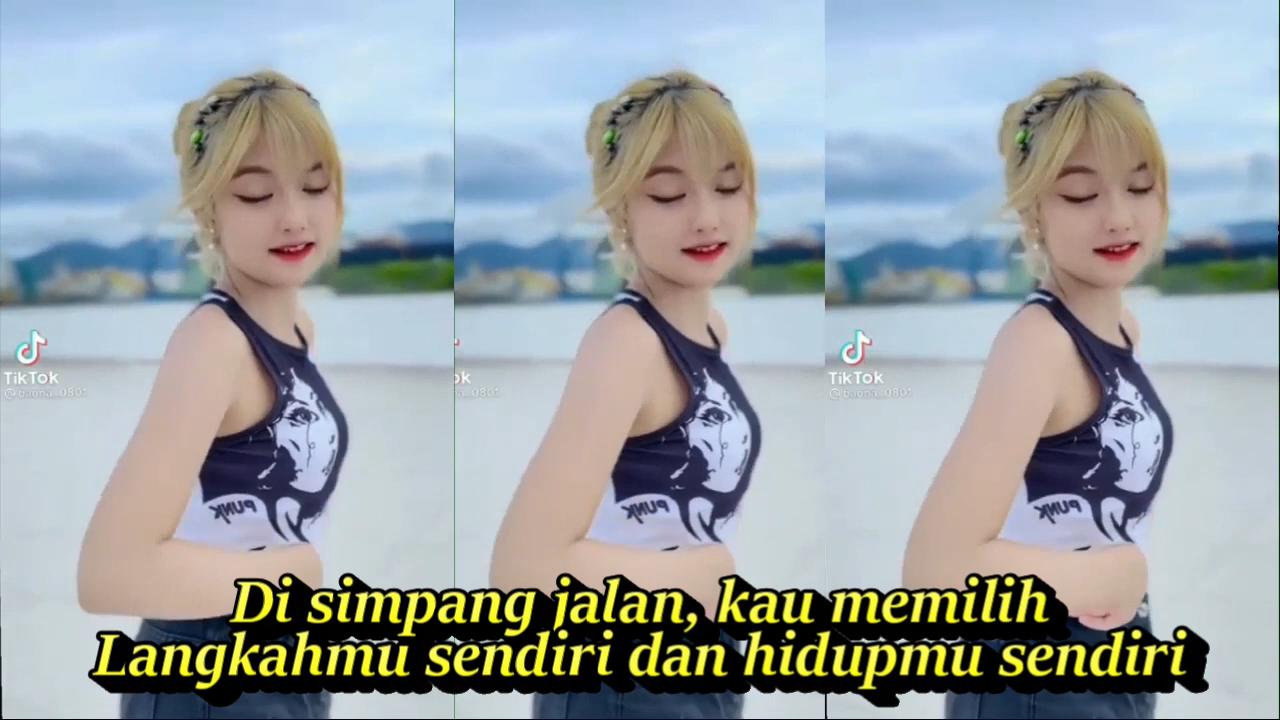 TikTok
TikTok
PUNK
PUNK
PUNK
Di simpang jalan, kau memilih
Langkahmu sendiri dan hidupmu sendiri